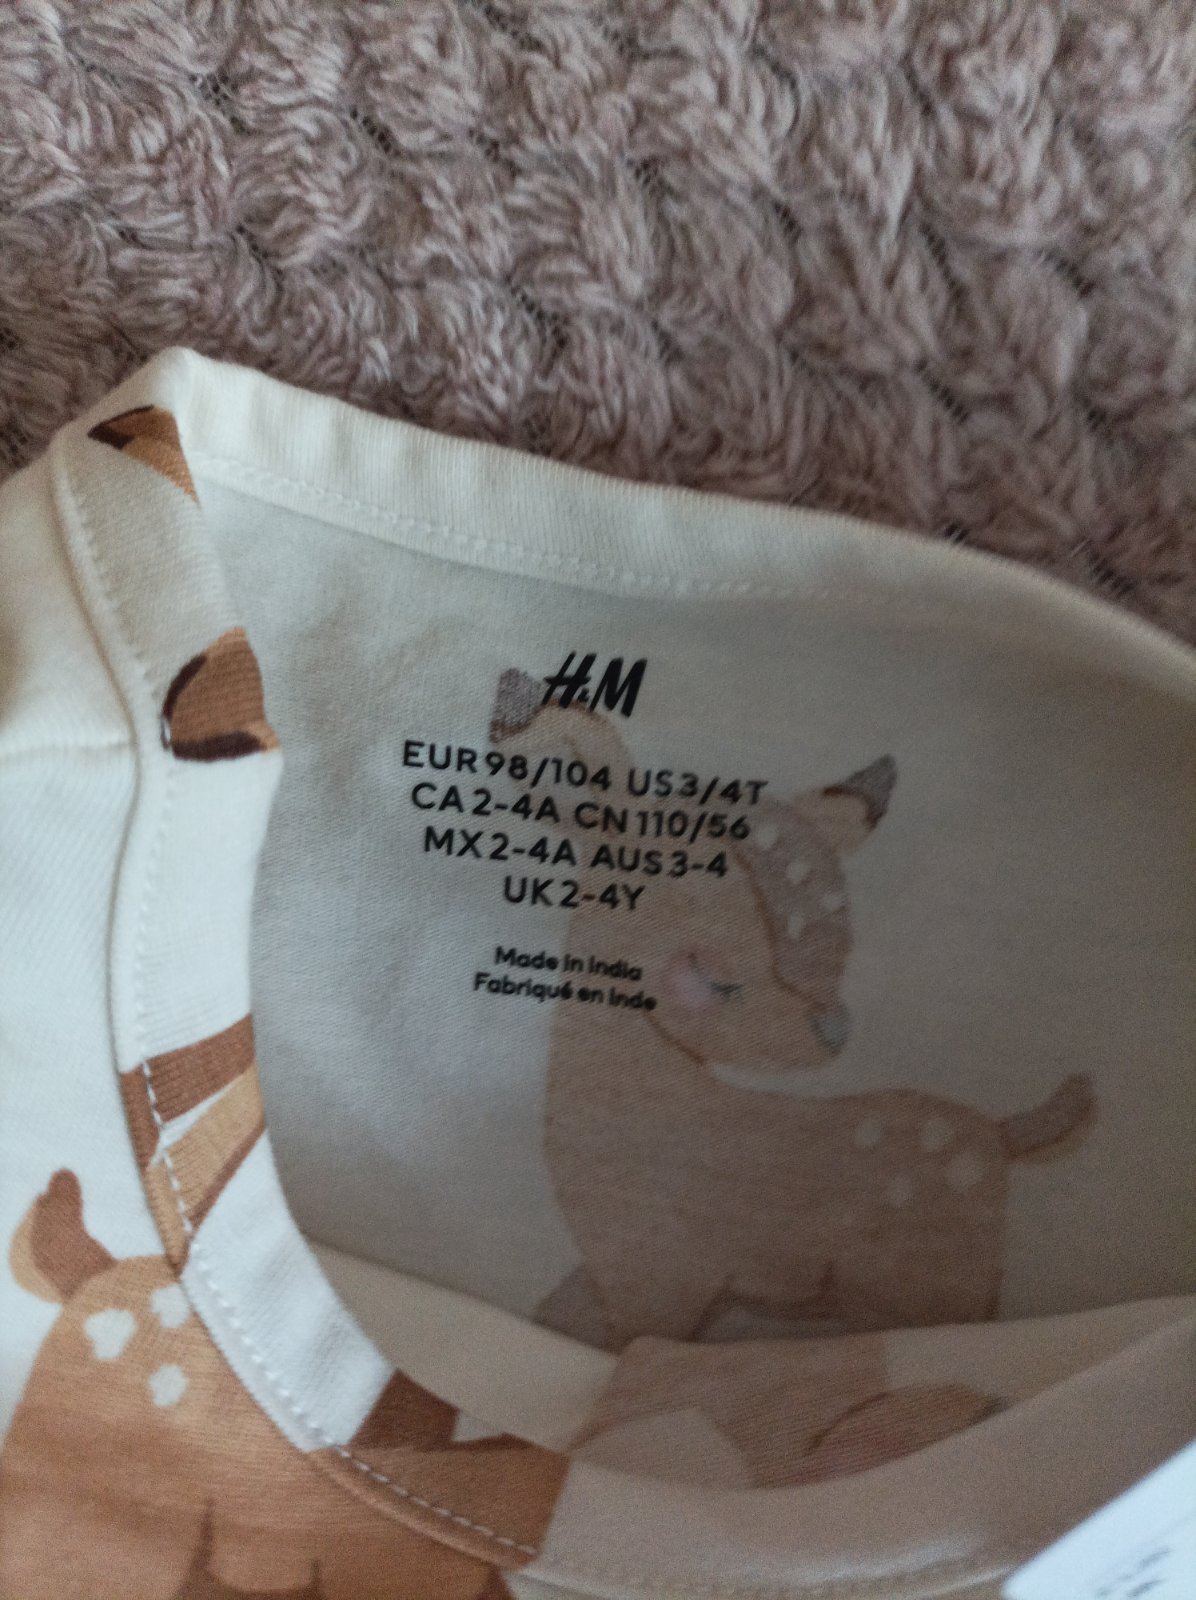 H&M
EUR 98/104 US 3/4T
CA 2-4A CN 110/56
MX 2-4A AUS 3-4
UK 2-4Y
Made in India
Fabriqué en Inde